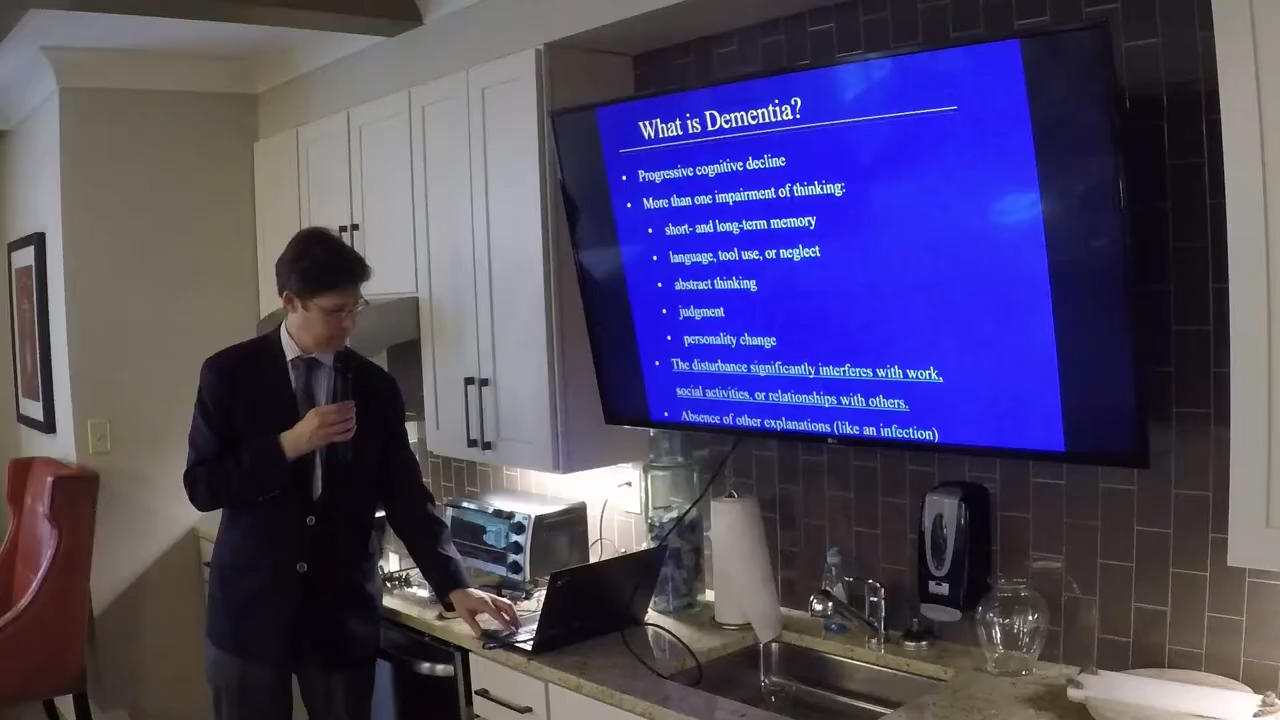 What is Dementia?
• Progressive cognitive decline
• More than one impairment of thinking:
• short- and long-term memory
• language, tool use, or neglect
• abstract thinking
• judgment
• personality change
• The disturbance significantly interferes with work,
social activities, or relationships with others.
• Absence of other explanations (like an infection)
LG